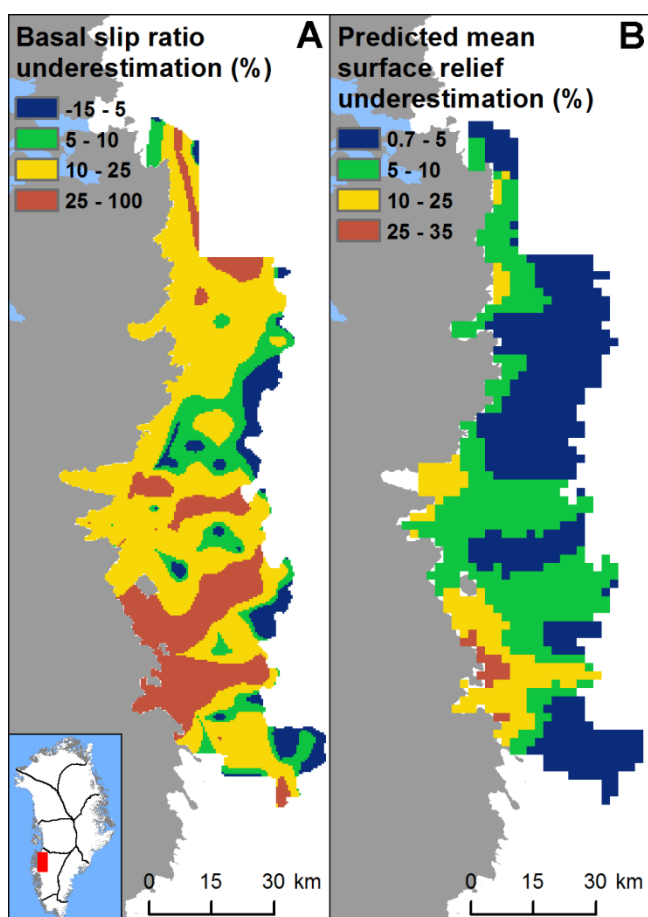 Basal slip ratio
underestimation (%)
A
-15 - 5
5 - 10
10 - 25
25 - 100
Predicted mean
surface relief
underestimation (%)
B
0.7 - 5
5 - 10
10 - 25
25 - 35
0 15 30 km
0 15 30 km